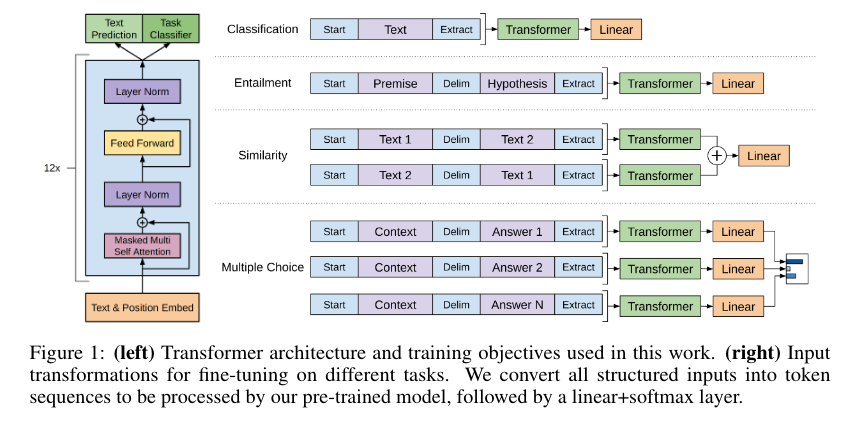 Text Prediction
Task Classifier
12x
Layer Norm
Feed Forward
Layer Norm
Masked Multi
Self Attention
Text & Position Embed
Classification
Start Text Extract Transformer Linear
Entailment
Start Premise Delim Hypothesis Extract Transformer Linear
Similarity
Start Text 1 Delim Text 2 Extract Transformer
Start Text 2 Delim Text 1 Extract Transformer
+ Linear
Multiple Choice
Start Context Delim Answer 1 Extract Transformer Linear
Start Context Delim Answer 2 Extract Transformer Linear
Start Context Delim Answer N Extract Transformer Linear
Figure 1: (left) Transformer architecture and training objectives used in this work. (right) Input
transformations for fine-tuning on different tasks. We convert all structured inputs into token
sequences to be processed by our pre-trained model, followed by a linear+softmax layer.